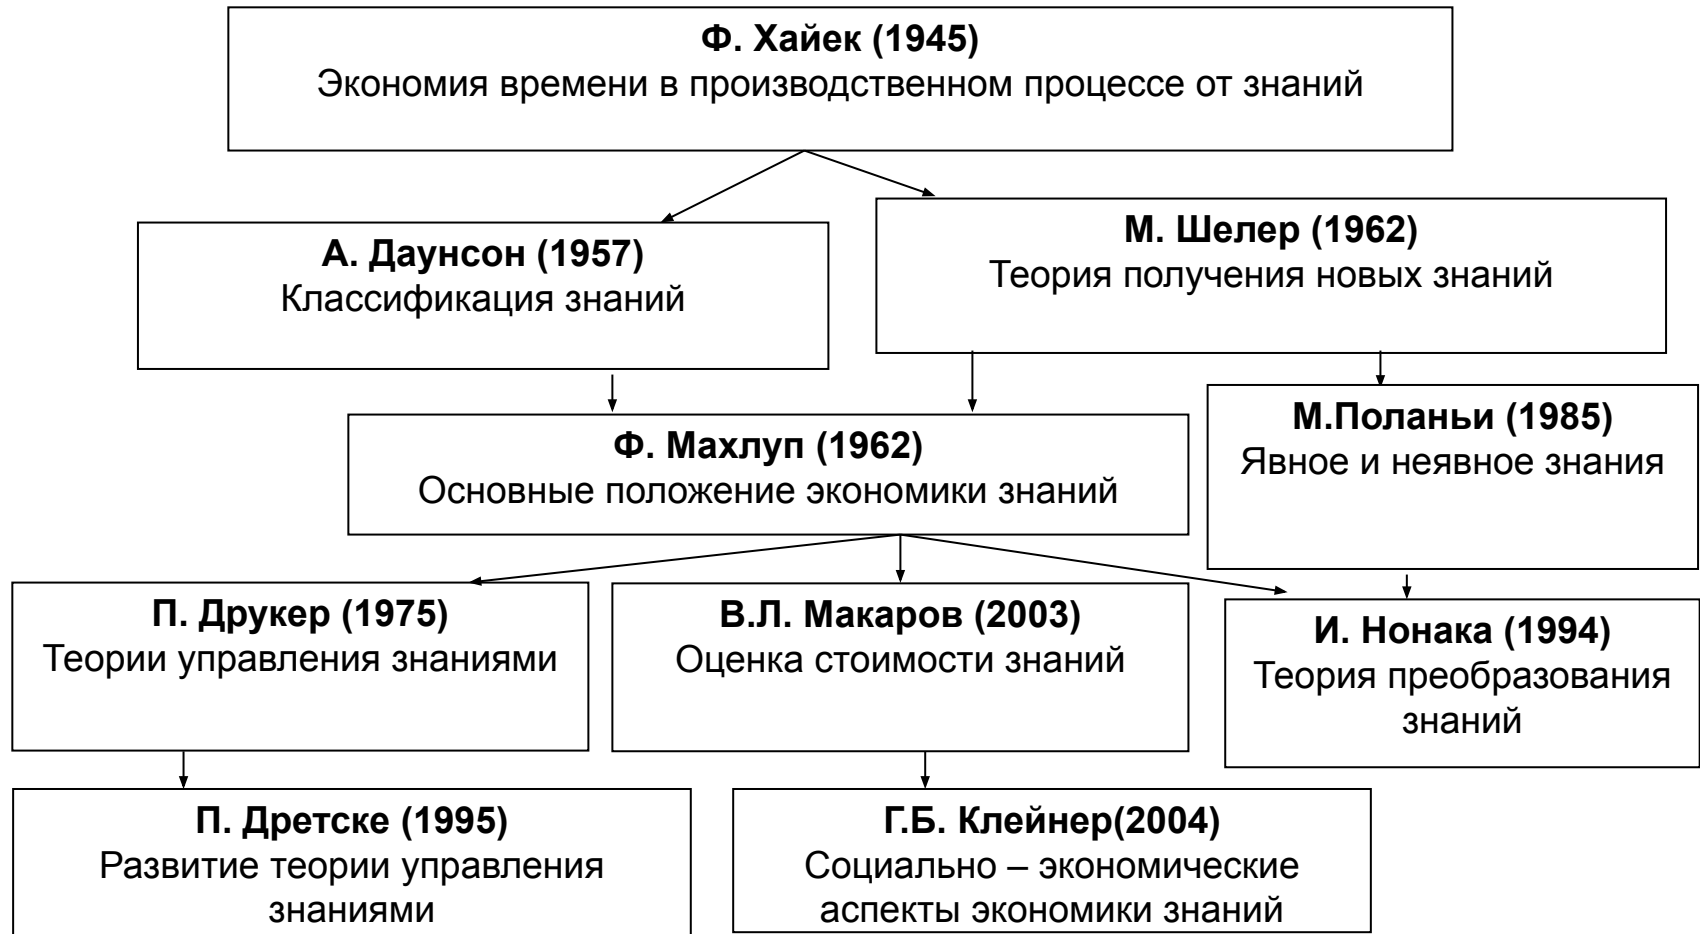 Ф. Хайек (1945)
Экономия времени в производственном процессе от знаний
А. Даунсон (1957)
Классификация знаний
М. Шелер (1962)
Теория получения новых знаний
Ф. Махлуп (1962)
Основные положение экономики знаний
М.Поланьи (1985)
Явное и неявное знания
П. Друкер (1975)
Теории управления знаниями
В.Л. Макаров (2003)
Оценка стоимости знаний
И. Нонака (1994)
Теория преобразования
знаний
П. Дретске (1995)
Развитие теории управления
знаниями
Г.Б. Клейнер(2004)
Социально – экономические
аспекты экономики знаний